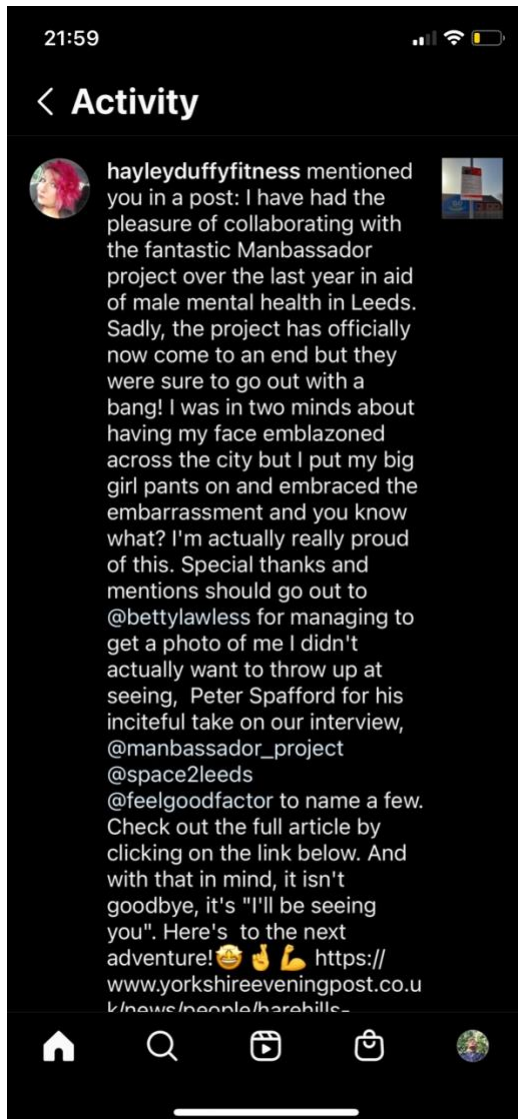 21:59
Activity
hayleyduffyfitness mentioned
you in a post: I have had the
pleasure of collaborating with
the fantastic Manbassador
project over the last year in aid
of male mental health in Leeds.
Sadly, the project has officially
now come to an end but they
were sure to go out with a
bang! I was in two minds about
having my face emblazoned
across the city but I put my big
girl pants on and embraced the
embarrassment and you know
what? I'm actually really proud
of this. Special thanks and
mentions should go out to
@bettylawless for managing to
get a photo of me I didn't
actually want to throw up at
seeing,  Peter Spafford for his
inciteful take on our interview,
@manbassador_project
@space2leeds
@feelgoodfactor to name a few.
Check out the full article by
clicking on the link below. And
with that in mind, it isn't
goodbye, it's "I'll be seeing
you". Here's  to the next
adventure!🤩🤞💪 https://
www.yorkshireeveningpost.co.u
k/news/people/harehills-